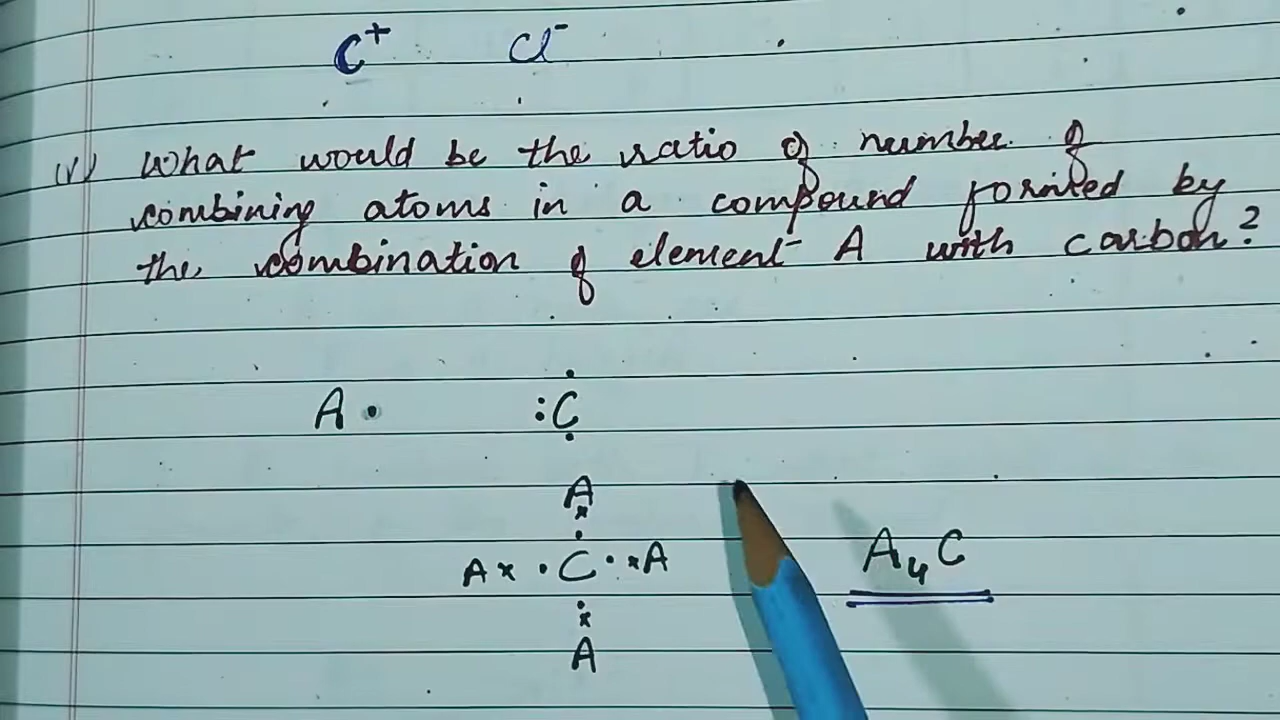 C⁺ Cl⁻
(v) What would be the ratio of number of
combining atoms in a compound formed by
the combination of element A with carbon?
A• :C
A
A× •C•×A A₄C
A